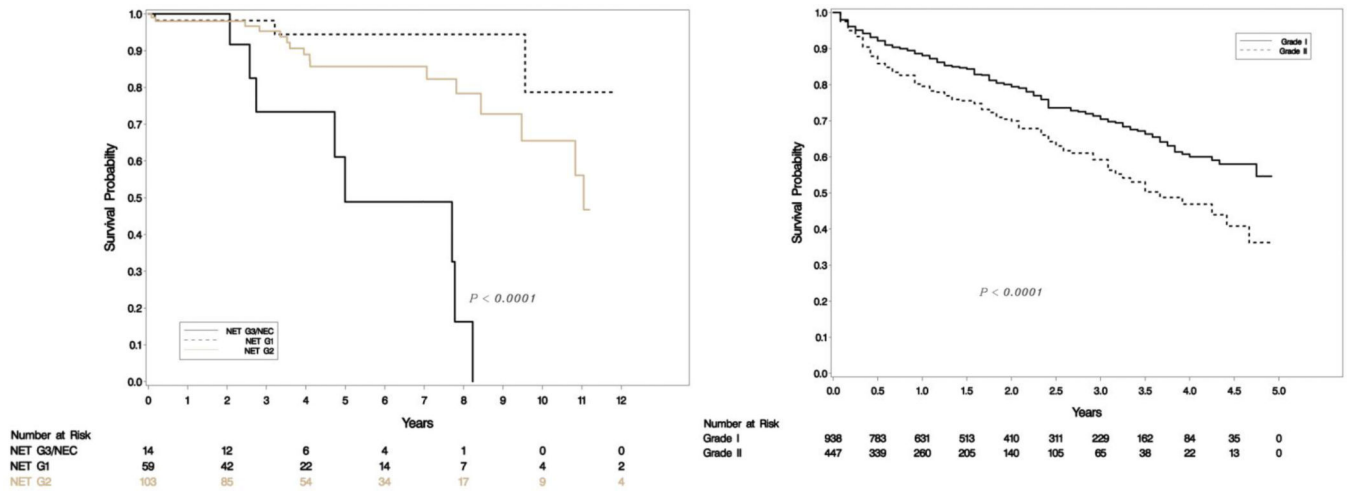 1.0
0.9
0.8
0.7
0.6
0.5
0.4
0.3
0.2
0.1
0.0
Survival Probability
P < 0.0001
NET G3/NEC
NET G1
NET G2
0 2 3 4 5 6 7 8 9 10 11 12
Years
Number at Risk
NET G3/NEC 14 12 6 4 1 0 0
NET G1 59 42 22 14 7 4 2
NET G2 103 85 54 34 17 9 4
1.0
0.9
0.8
0.7
0.6
0.5
0.4
0.3
0.2
0.1
0.0
Survival Probability
Grade I
Grade II
P < 0.0001
0.0 0.5 1.0 1.5 2.0 2.5 3.0 3.5 4.0 4.5 5.0
Years
Number at Risk
Grade I 938 783 631 513 410 311 229 162 84 35 0
Grade II 447 339 260 205 140 105 65 38 22 13 0